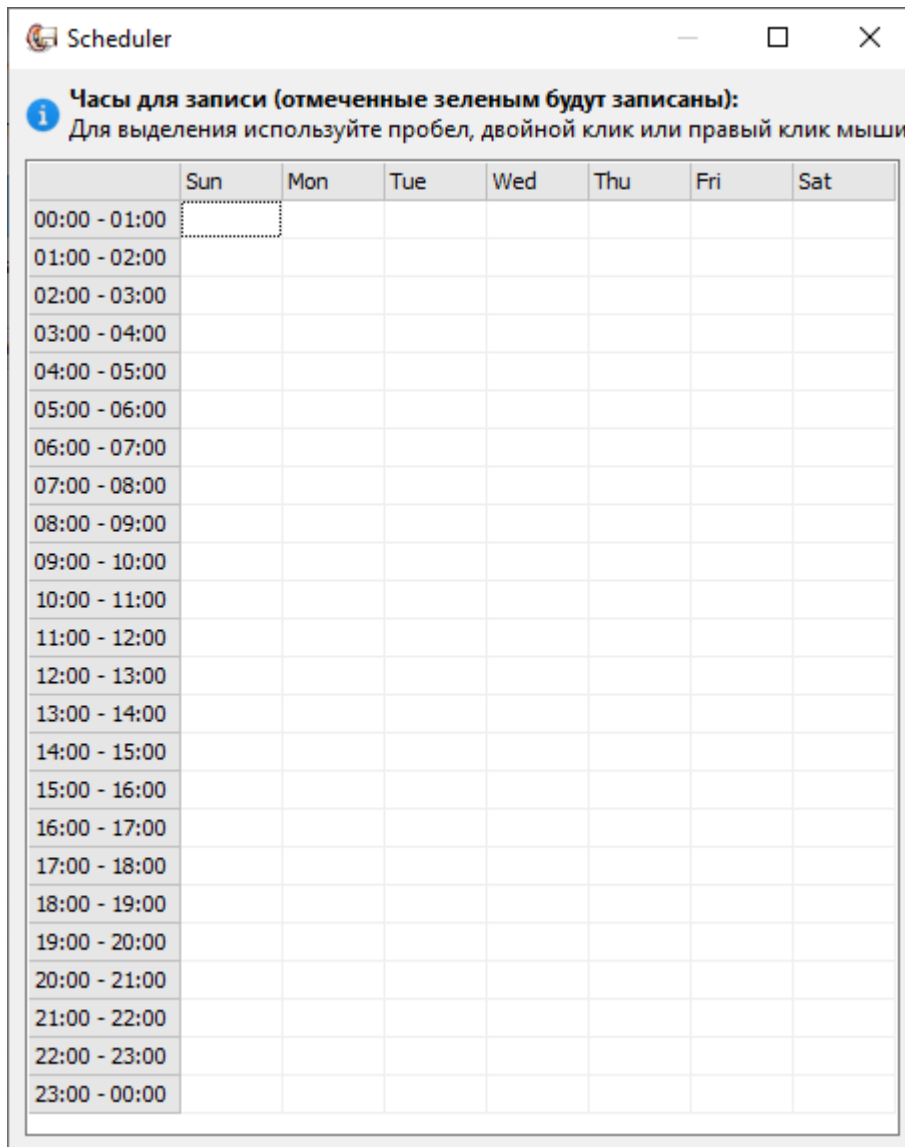 Scheduler
Часы для записи (отмеченные зеленым будут записаны):
Для выделения используйте пробел, двойной клик или правый клик мыши
Sun Mon Tue Wed Thu Fri Sat
00:00 - 01:00
01:00 - 02:00
02:00 - 03:00
03:00 - 04:00
04:00 - 05:00
05:00 - 06:00
06:00 - 07:00
07:00 - 08:00
08:00 - 09:00
09:00 - 10:00
10:00 - 11:00
11:00 - 12:00
12:00 - 13:00
13:00 - 14:00
14:00 - 15:00
15:00 - 16:00
16:00 - 17:00
17:00 - 18:00
18:00 - 19:00
19:00 - 20:00
20:00 - 21:00
21:00 - 22:00
22:00 - 23:00
23:00 - 00:00